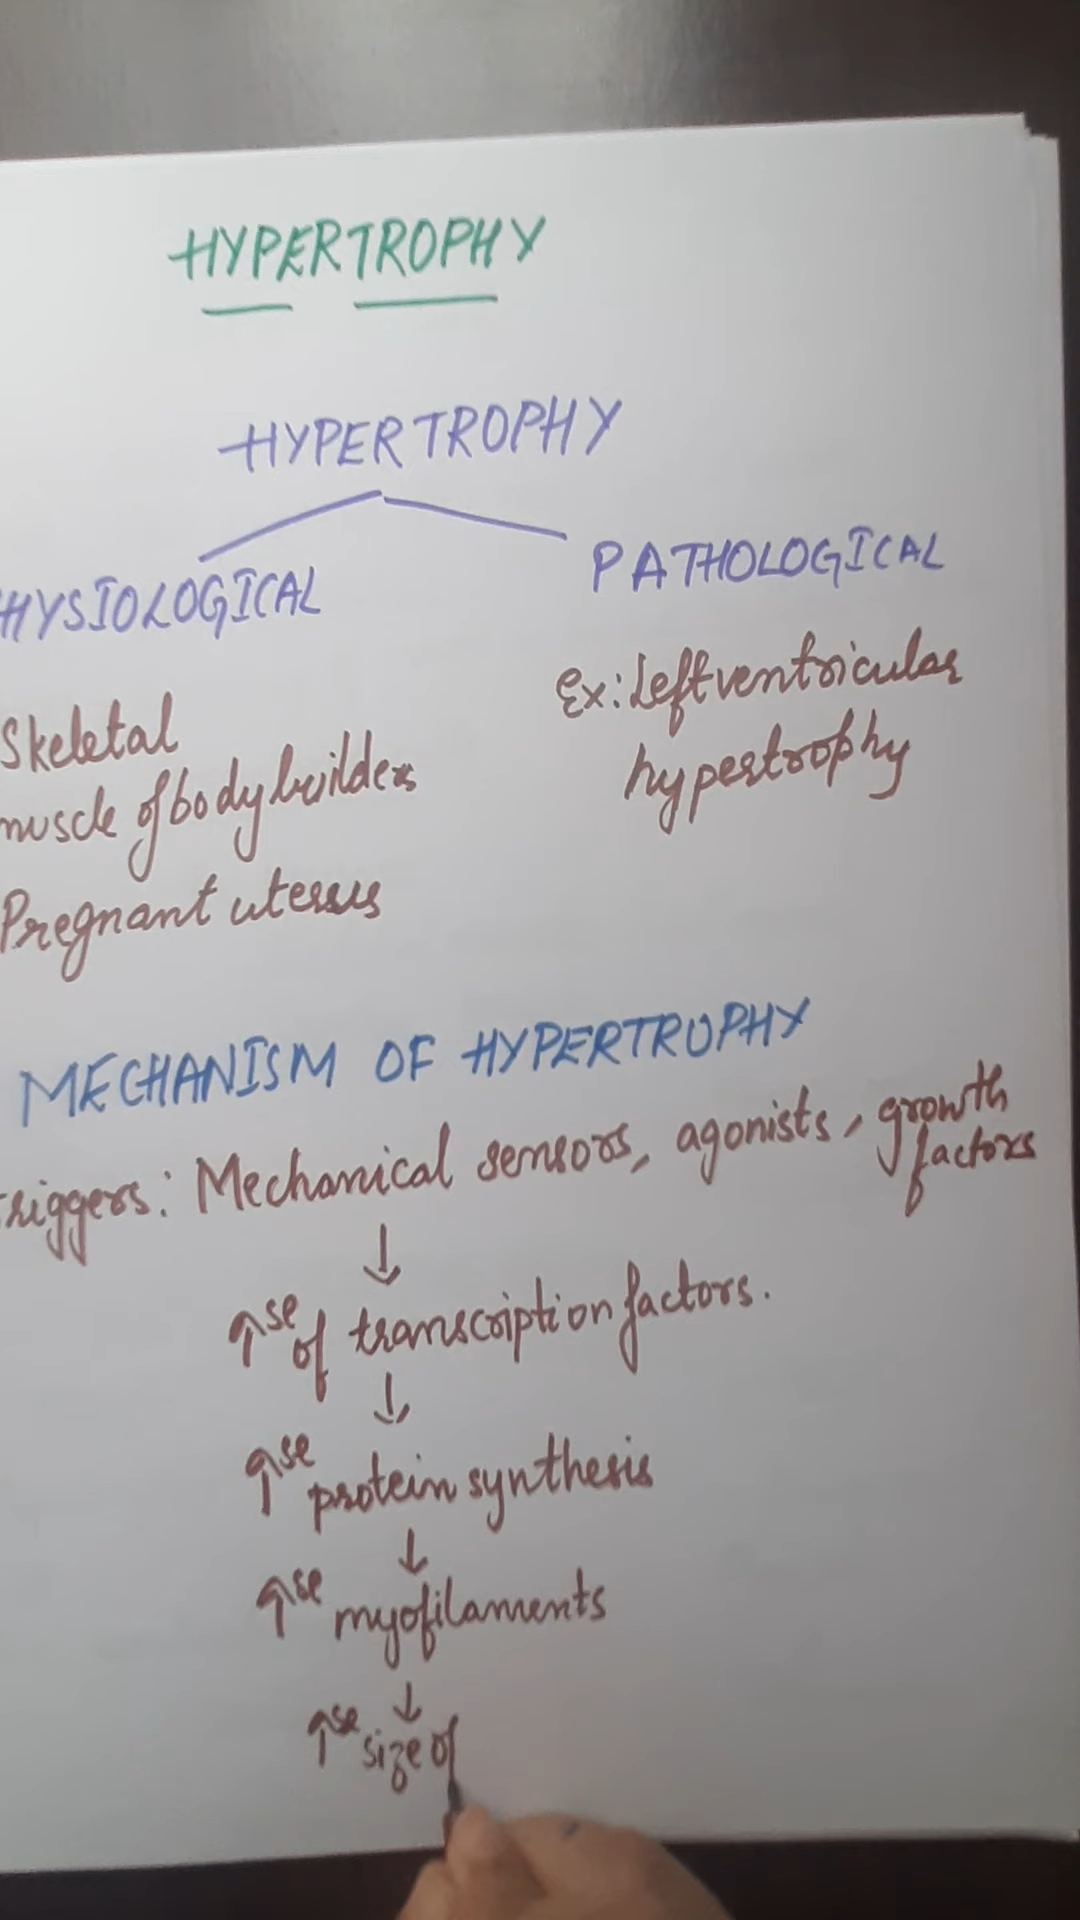 HYPERTROPHY
HYPERTROPHY
HYSIOLOGICAL
PATHOLOGICAL
Skeletal
muscle of bodybuilders
Pregnant uterus
Ex: Left ventricular
hypertrophy
MECHANISM OF HYPERTROPHY
riggers: Mechanical sensors, agonists, growth
factors
↓
↑se of transcription factors.
↓
↑se protein synthesis
↓
↑se myofilaments
↓
↑se size of